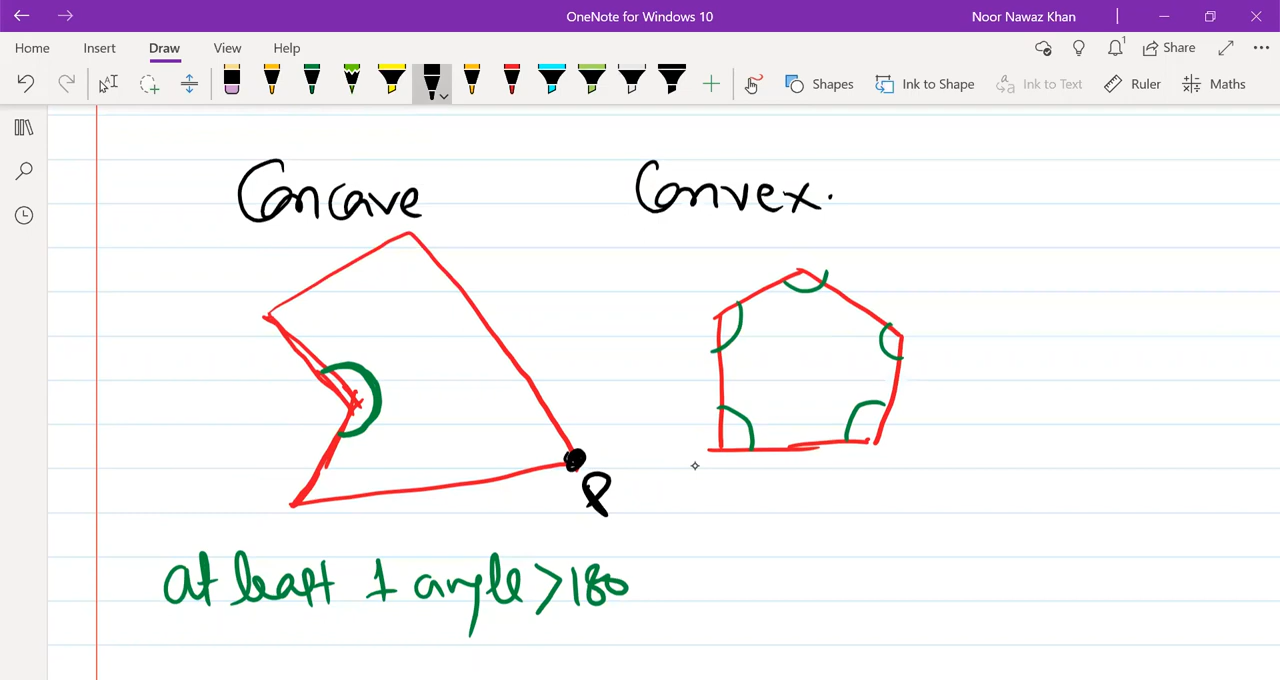 OneNote for Windows 10
Noor Nawaz Khan
Home Insert Draw View Help
1
Share
Shapes
Ink to Shape
Ink to Text
Ruler
Maths
Concave
Convex.
at least 1 angle > 180